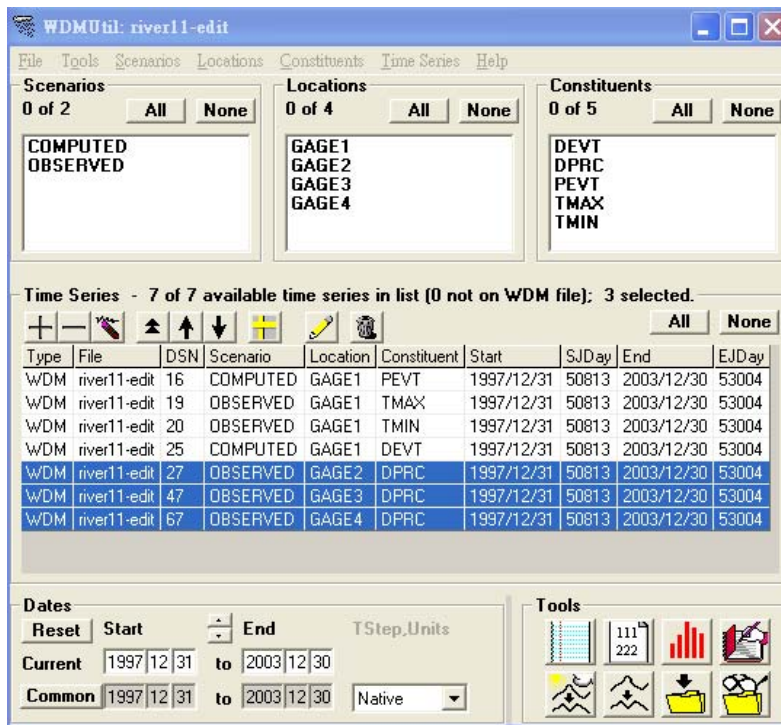 WDMUtil: river11-edit
File Tools Scenarios Locations Constituents Time Series Help
Scenarios
0 of 2 All None
COMPUTED
OBSERVED
Locations
0 of 4 All None
GAGE1
GAGE2
GAGE3
GAGE4
Constituents
0 of 5 All None
DEVT
DPRC
PEVT
TMAX
TMIN
Time Series - 7 of 7 available time series in list (0 not on WDM file); 3 selected.
All None
Type File DSN Scenario Location Constituent Start SJDay End EJDay
WDM river11-edit 16 COMPUTED GAGE1 PEVT 1997/12/31 50813 2003/12/30 53004
WDM river11-edit 19 OBSERVED GAGE1 TMAX 1997/12/31 50813 2003/12/30 53004
WDM river11-edit 20 OBSERVED GAGE1 TMIN 1997/12/31 50813 2003/12/30 53004
WDM river11-edit 25 COMPUTED GAGE1 DEVT 1997/12/31 50813 2003/12/30 53004
WDM river11-edit 27 OBSERVED GAGE2 DPRC 1997/12/31 50813 2003/12/30 53004
WDM river11-edit 47 OBSERVED GAGE3 DPRC 1997/12/31 50813 2003/12/30 53004
WDM river11-edit 67 OBSERVED GAGE4 DPRC 1997/12/31 50813 2003/12/30 53004
Dates
Reset Start End TStep,Units
Current 1997 12 31 to 2003 12 30
Common 1997 12 31 to 2003 12 30 Native
Tools
111
222